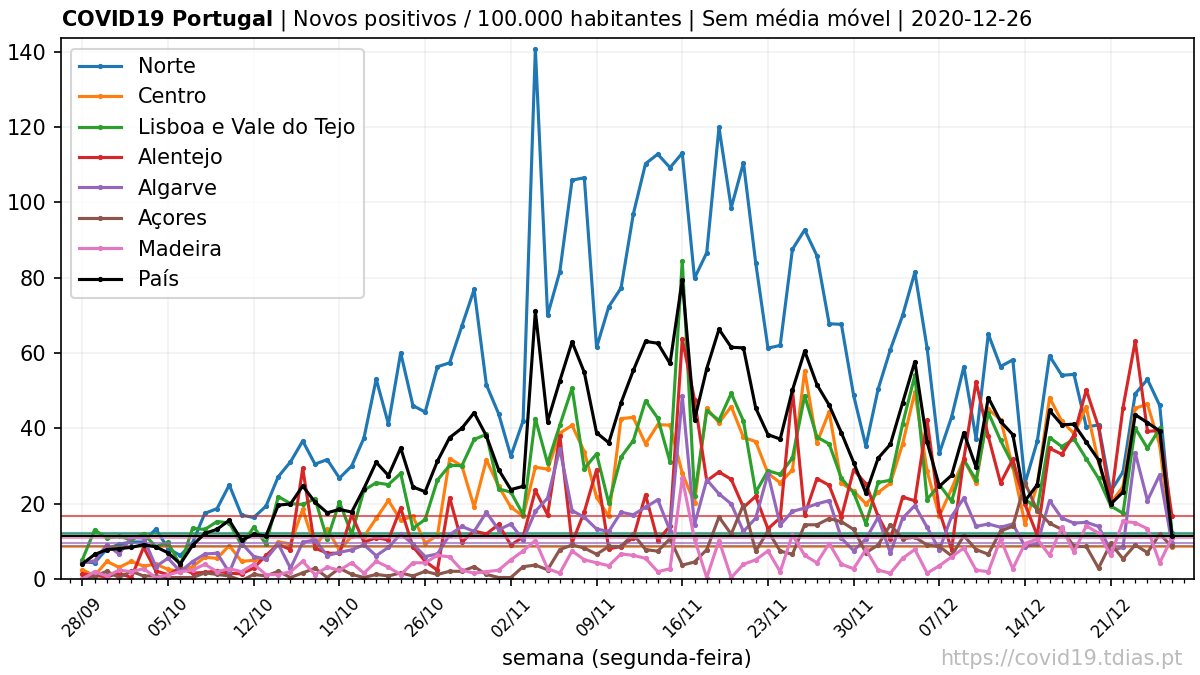 COVID19 Portugal | Novos positivos / 100.000 habitantes | Sem média móvel | 2020-12-26
140
120
100
80
60
40
20
0
Norte
Centro
Lisboa e Vale do Tejo
Alentejo
Algarve
Açores
Madeira
País
28/09
05/10
12/10
19/10
26/10
02/11
09/11
16/11
23/11
30/11
07/12
14/12
21/12
semana (segunda-feira)
https://covid19.tdias.pt